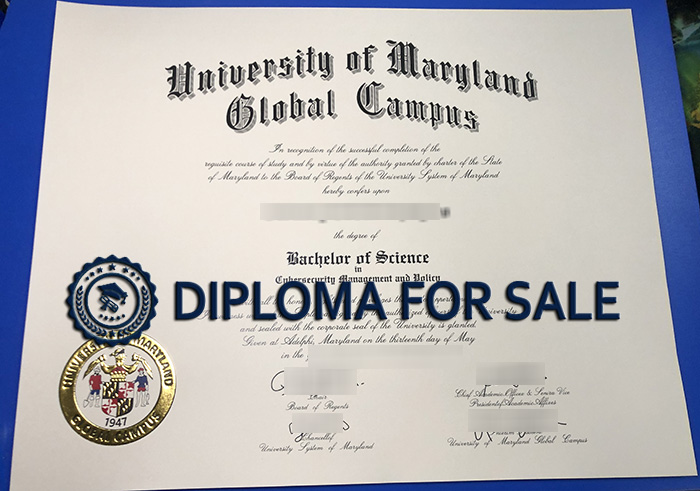 University of Maryland
Global Campus
In recognition of the successful completion of the
requisite course of study and by virtue of the authority granted by charter of the State
of Maryland to the Board of Regents of the University System of Maryland
hereby confers upon
the degree of
Bachelor of Science
in
Cybersecurity Management and Policy
DIPLOMA FOR SALE
and sealed with the corporate seal of the University is granted.
Given at Adelphi, Maryland on the thirteenth day of May
in the
UNIVERSITY OF MARYLAND
GLOBAL CAMPUS
1947
Chair
Board of Regents
Chief Academic Officer & Senior Vice
President of Academic Affairs
Chancellor
University System of Maryland
University of Maryland Global Campus